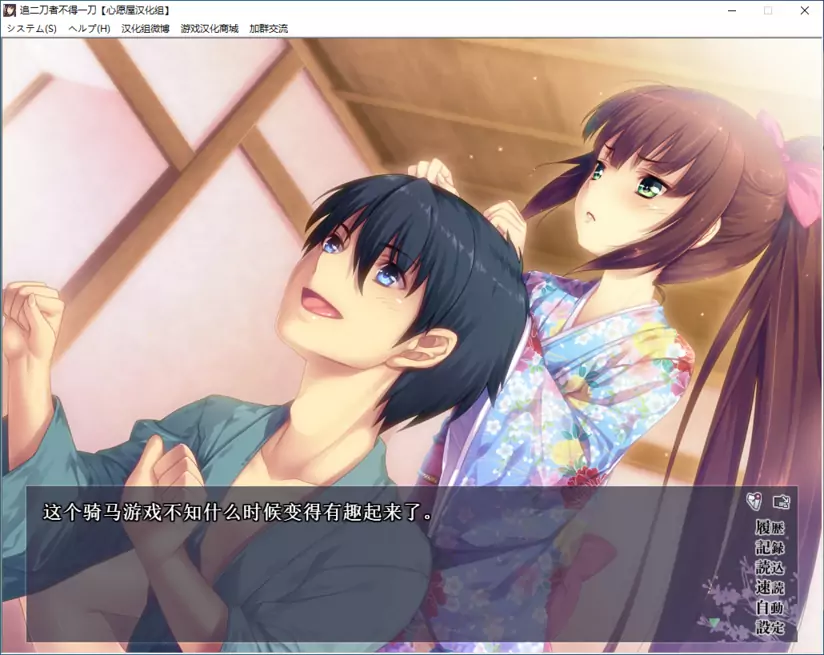 追二刀者不得一刀【心愿屋汉化组】
システム(S) ヘルプ(H) 汉化组微博 游戏汉化商城 加群交流
这个骑马游戏不知什么时候变得有趣起来了。
履歴
記録
読込
速読
自動
設定